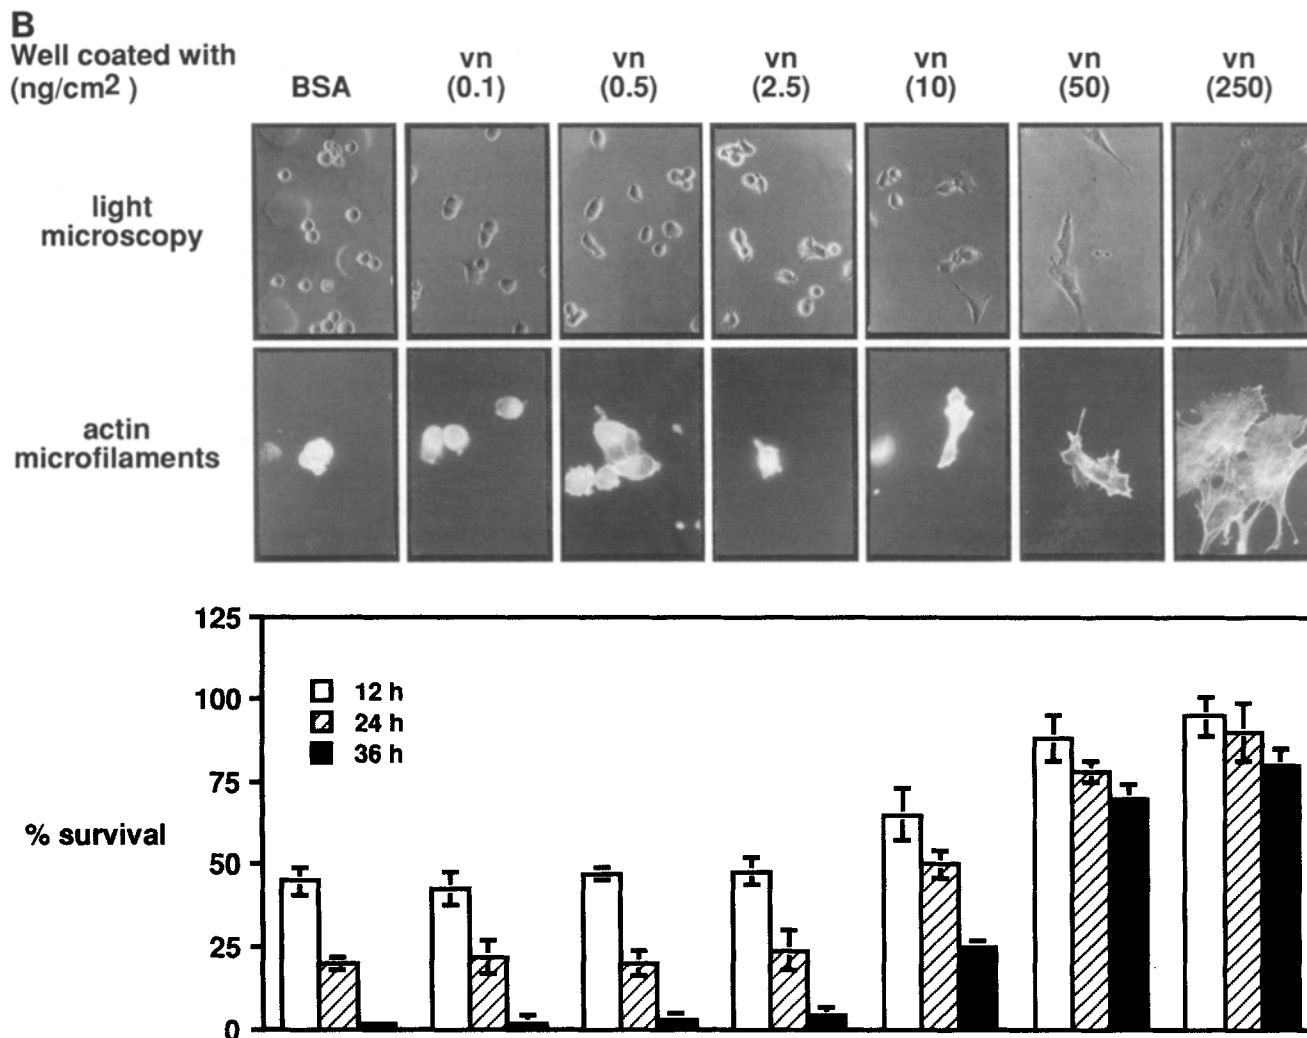 B
Well coated with
(ng/cm2 )
BSA
vn
(0.1)
vn
(0.5)
vn
(2.5)
vn
(10)
vn
(50)
vn
(250)
light
microscopy
actin
microfilaments
125
100
75
50
25
0
% survival
12 h
24 h
36 h